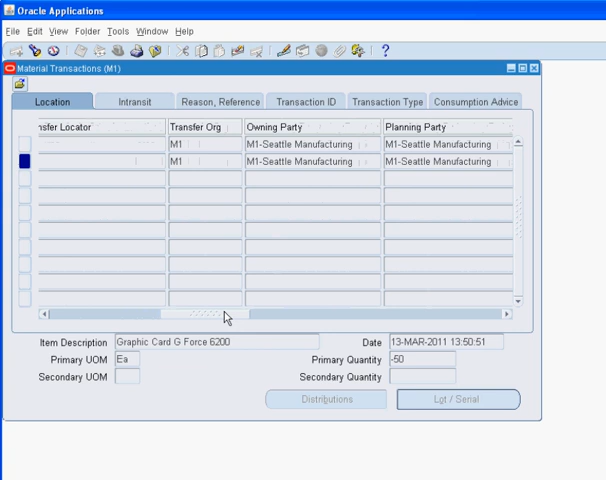 Oracle Applications
File Edit View Folder Tools Window Help
Material Transactions (M1)
Location Intransit Reason, Reference Transaction ID Transaction Type Consumption Advice
nsfer Locator Transfer Org Owning Party Planning Party
M1 M1-Seattle Manufacturing M1-Seattle Manufacturing
M1 M1-Seattle Manufacturing M1-Seattle Manufacturing
Item Description Graphic Card G Force 6200 Date 13-MAR-2011 13:50:51
Primary UOM Ea Primary Quantity -50
Secondary UOM Secondary Quantity
Distributions Lot / Serial